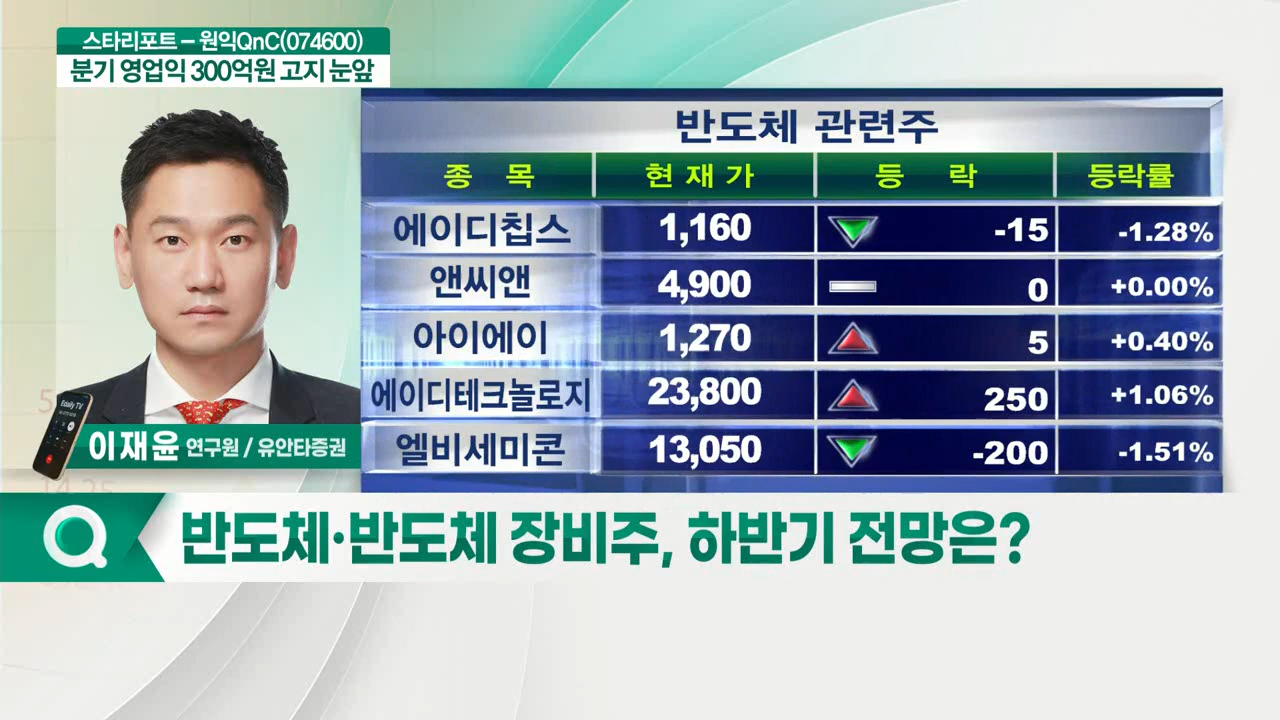 스타리포트 – 원익QnC(074600)
분기 영업익 300억원 고지 눈앞
반도체 관련주
종 목 현 재 가 등 락 등락률
에이디칩스 1,160 -15 -1.28%
앤씨앤 4,900 0 +0.00%
아이에이 1,270 5 +0.40%
에이디테크놀로지 23,800 250 +1.06%
엘비세미콘 13,050 -200 -1.51%
Edaily TV
이재윤 연구원 / 유안타증권
14.25
Q 반도체·반도체 장비주, 하반기 전망은?